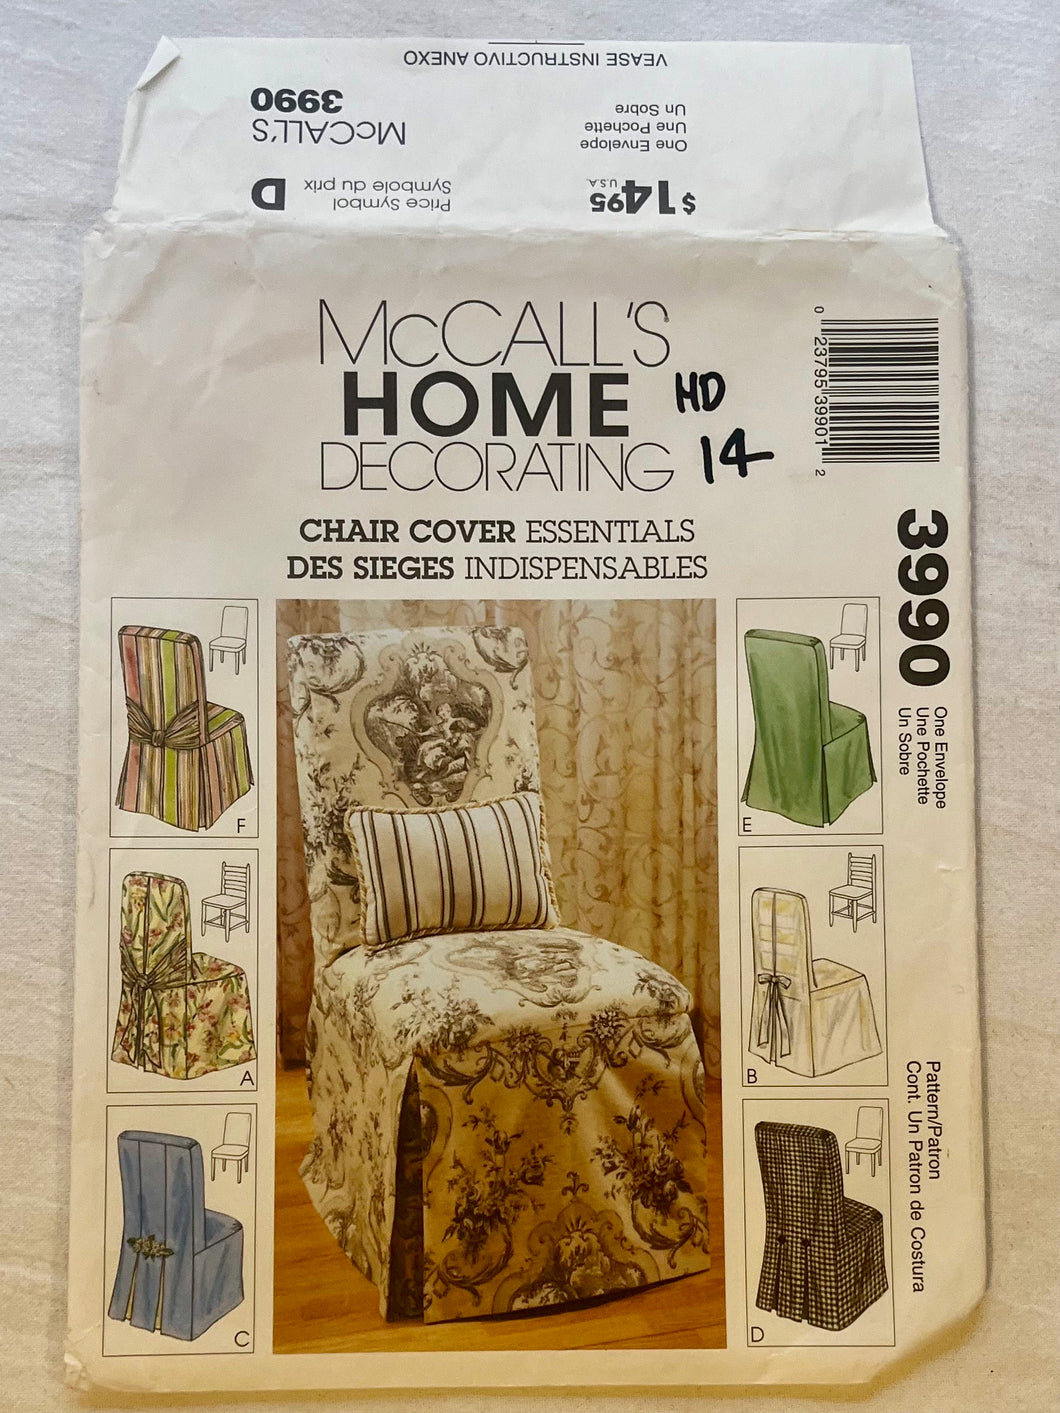 VEASE INSTRUCTIVO ANEXO
One Envelope
Une Pochette
Un Sobre
McCALL'S
3990
$14.95
U.S.A.
Price Symbol
Symbole du prix
D
McCALL'S®
HOME
DECORATING
HD
14
CHAIR COVER ESSENTIALS
DES SIEGES INDISPENSABLES
0 23795 39901 2
3990
One Envelope
Une Pochette
Un Sobre
Pattern/Patron
Cont. Un Patron de Costura
F
A
C
E
B
D